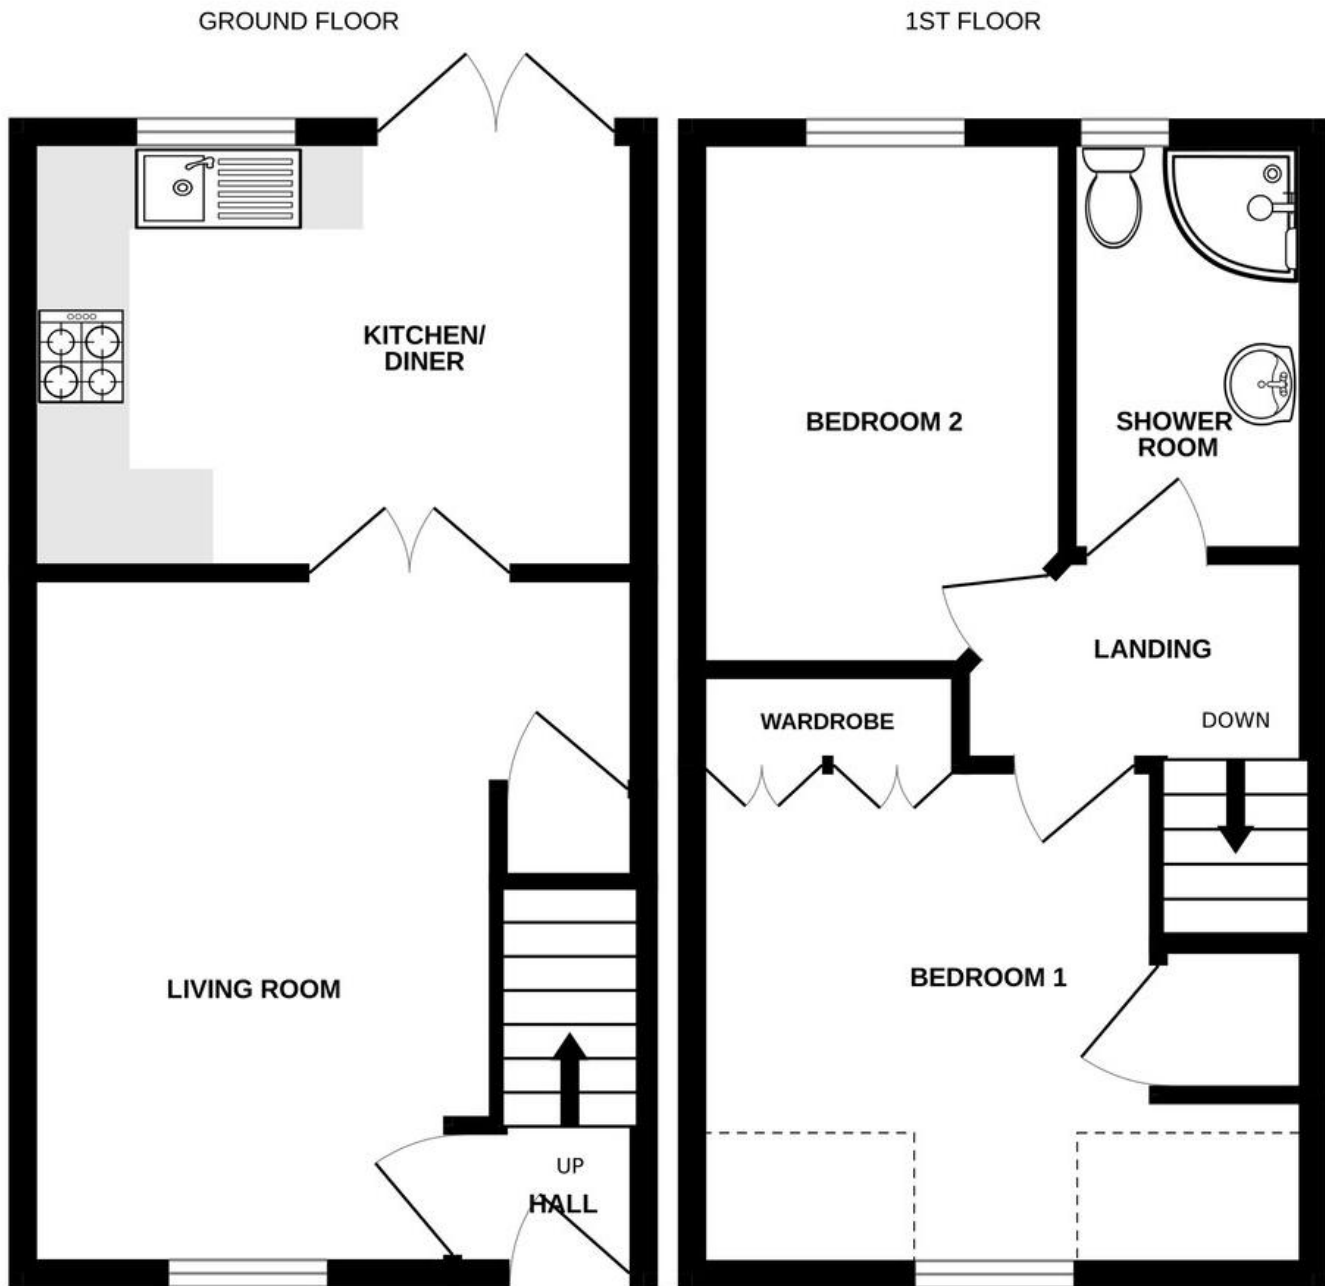 GROUND FLOOR
KITCHEN/
DINER
LIVING ROOM
UP
HALL
1ST FLOOR
BEDROOM 2
SHOWER
ROOM
LANDING
DOWN
WARDROBE
BEDROOM 1